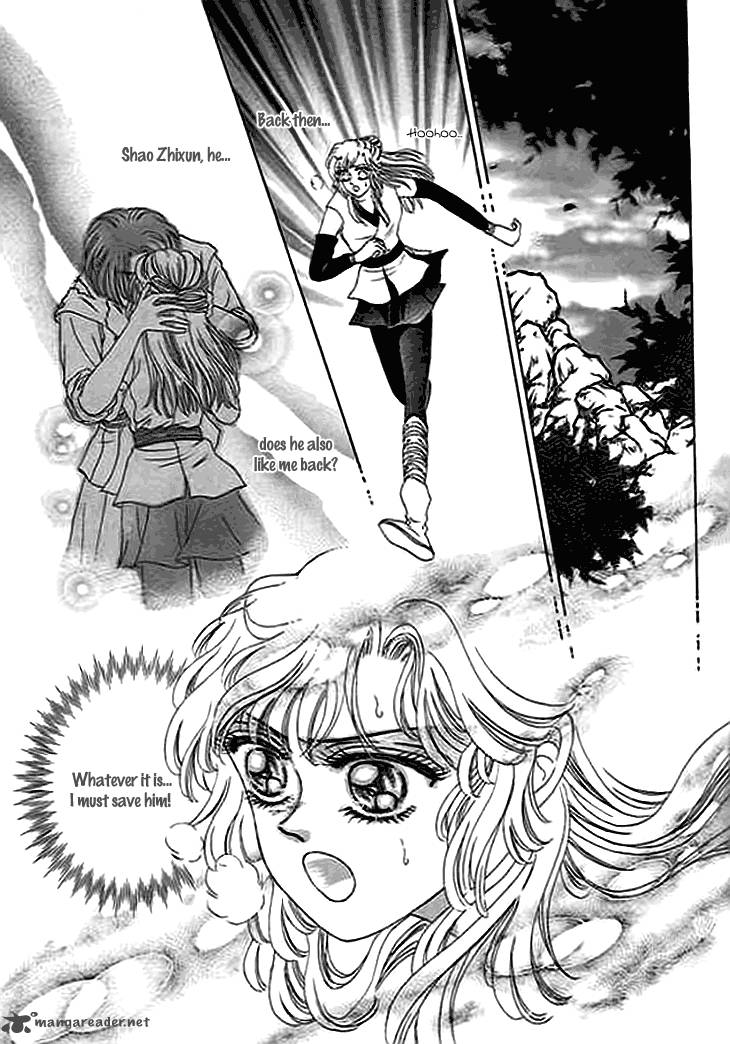 Back then...
Hoohoo...
Shao Zhixun, he...
does he also
like me back?
Whatever it is...
I must save him!
mangareader.net